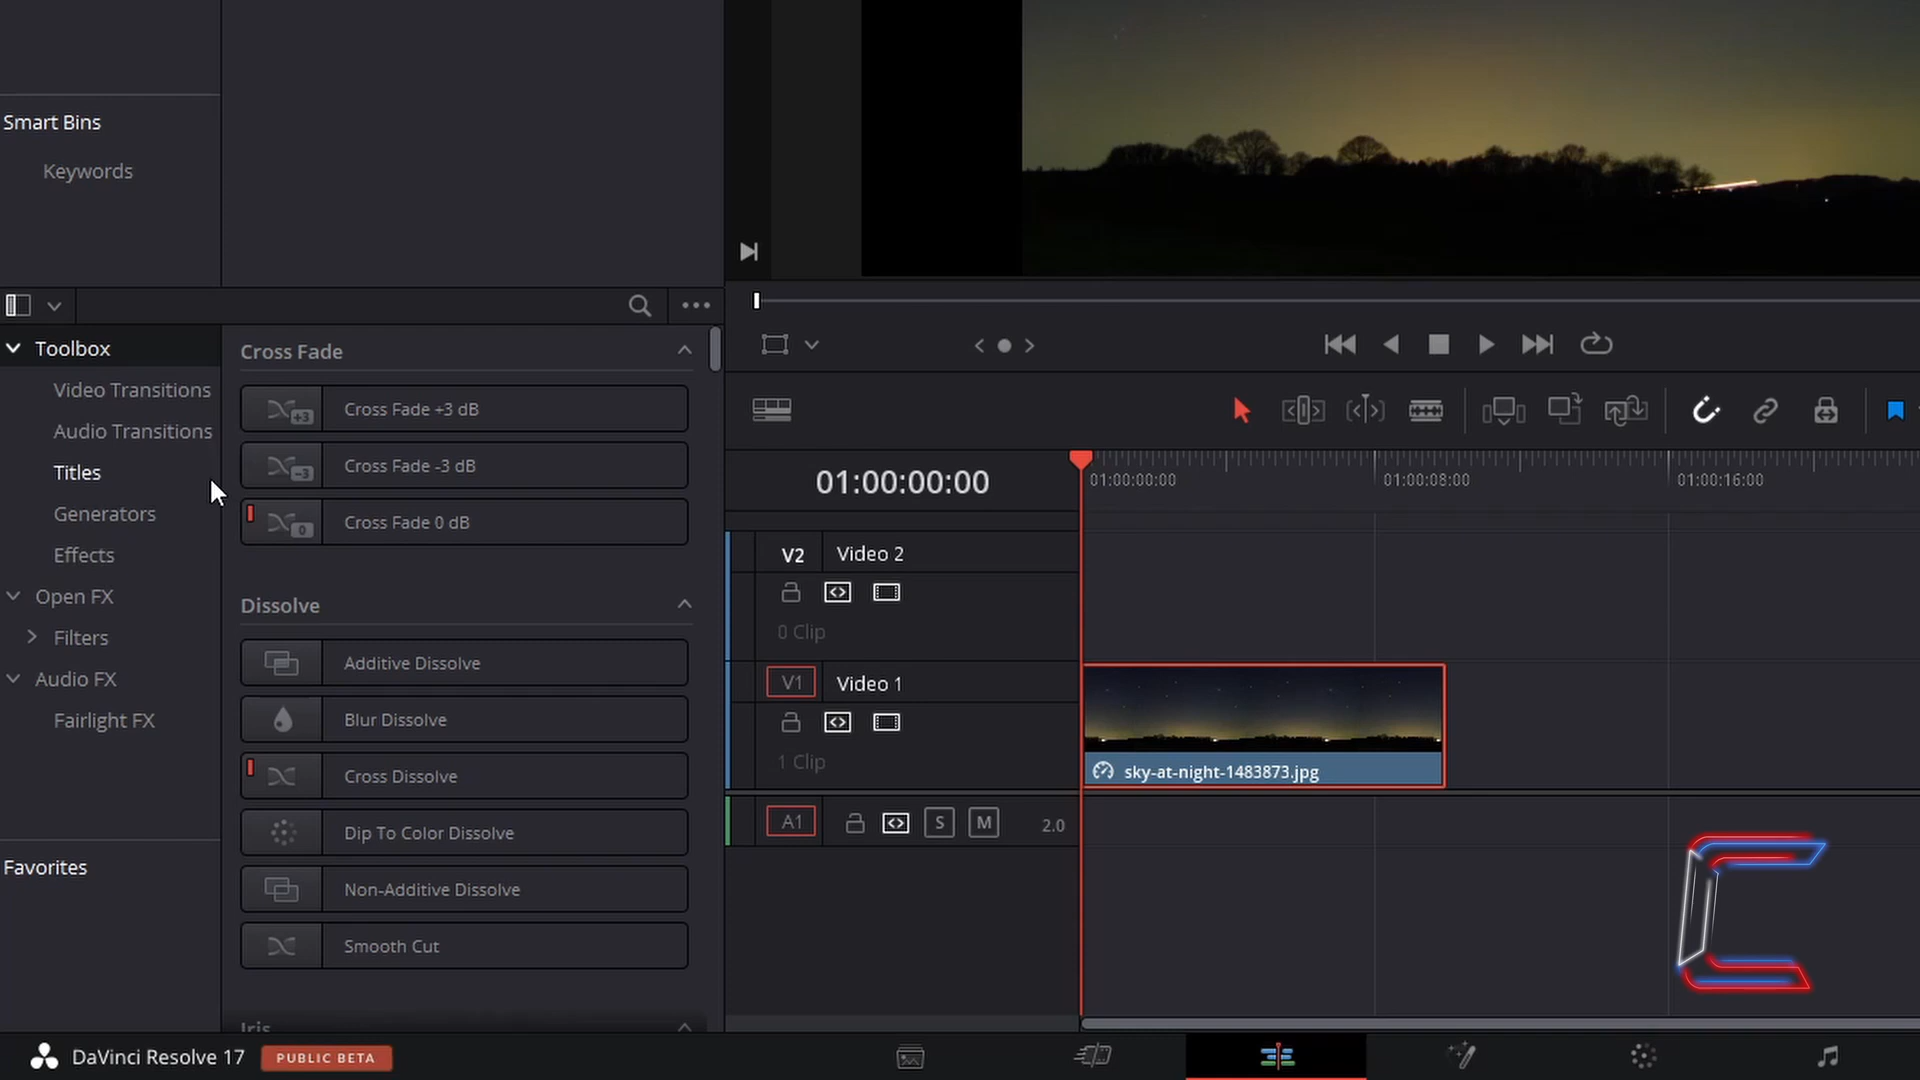 Smart Bins
Keywords
Toolbox
Video Transitions
Audio Transitions
Titles
Generators
Effects
Open FX
Filters
Audio FX
Fairlight FX
Favorites
Cross Fade
+3
Cross Fade +3 dB
-3
Cross Fade -3 dB
0
Cross Fade 0 dB
Dissolve
Additive Dissolve
Blur Dissolve
Cross Dissolve
Dip To Color Dissolve
Non-Additive Dissolve
Smooth Cut
Iris
01:00:00:00
01:00:00:00
01:00:08:00
01:00:16:00
V2 Video 2
0 Clip
V1 Video 1
1 Clip
sky-at-night-1483873.jpg
A1 S M 2.0
DaVinci Resolve 17 PUBLIC BETA